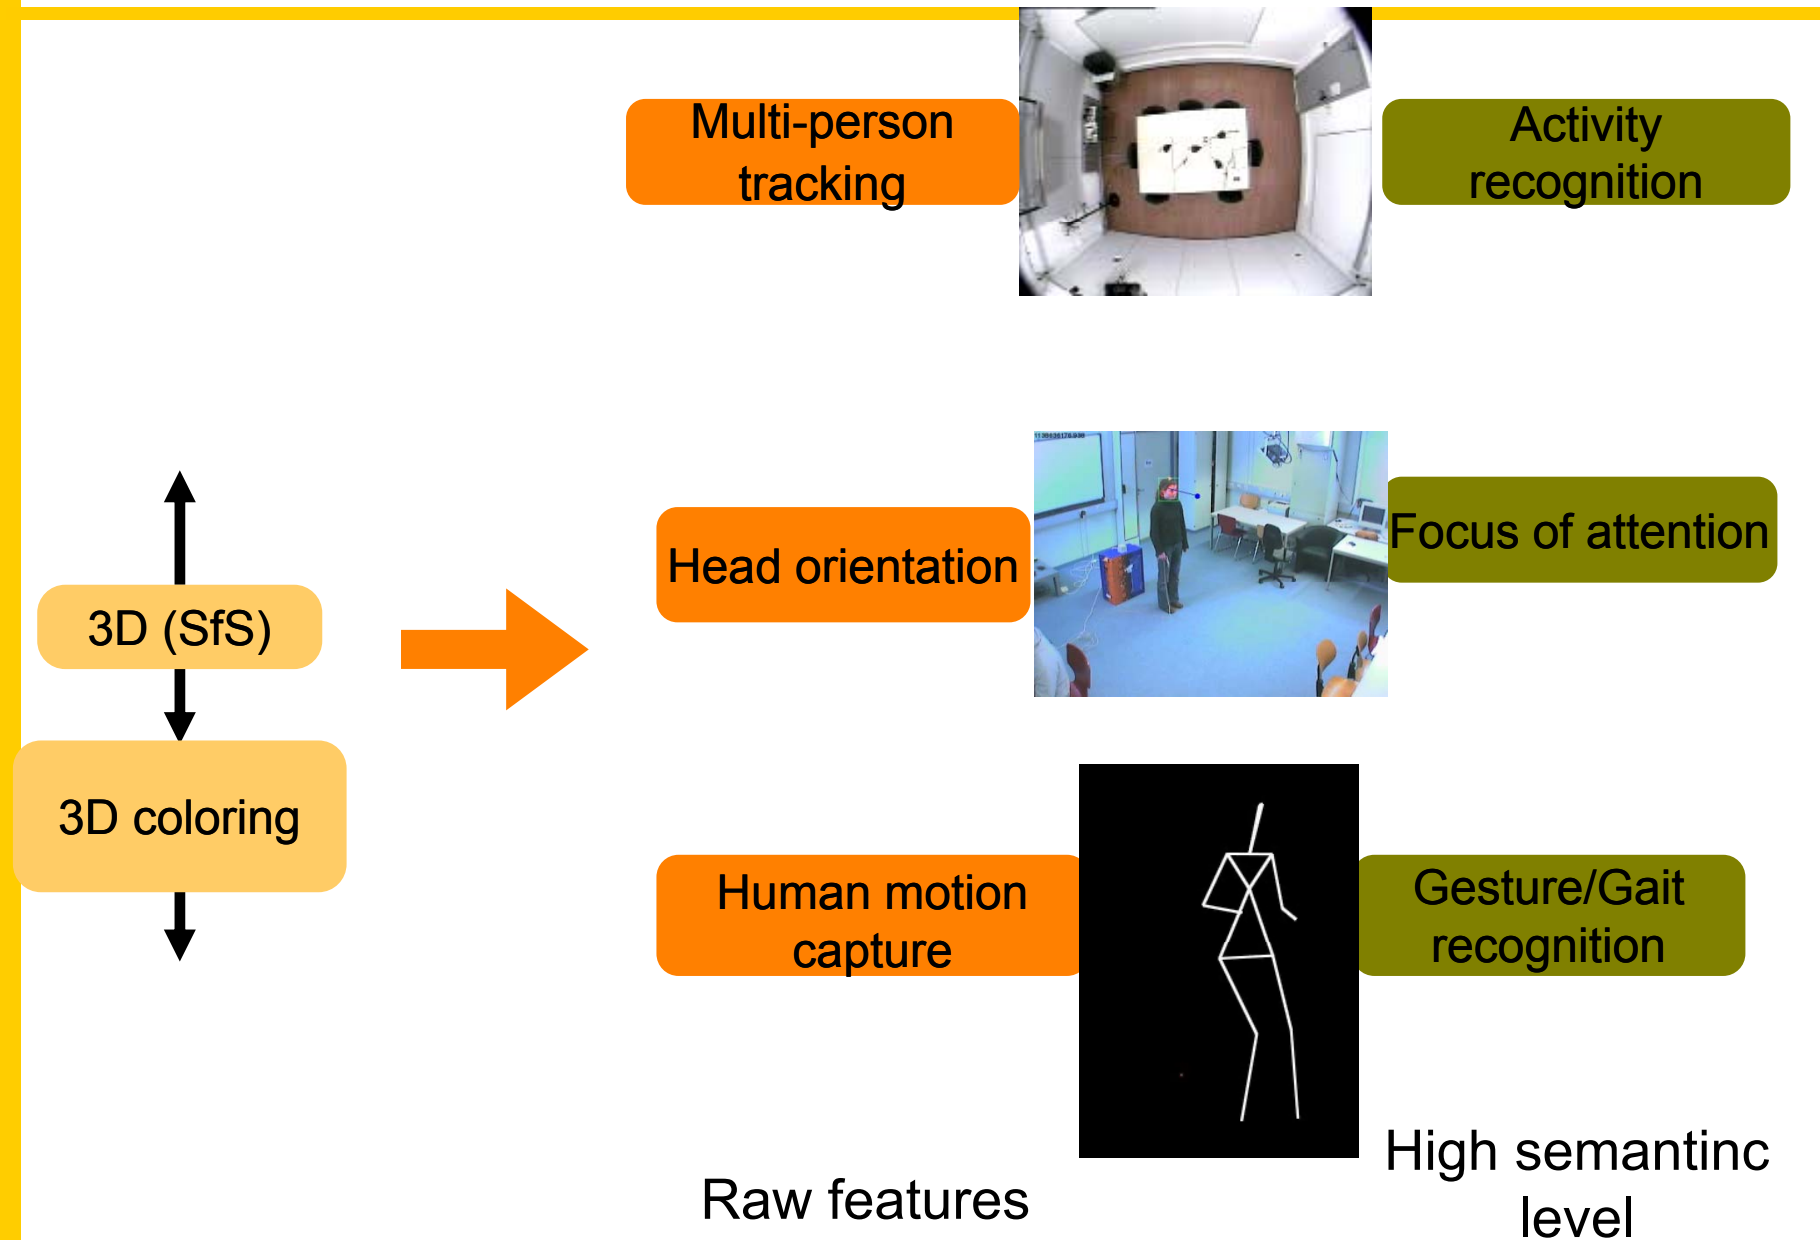 Multi-person
tracking
Activity
recognition
Head orientation
Focus of attention
3D (SfS)
3D coloring
Human motion
capture
Gesture/Gait
recognition
Raw features
High semantinc
level